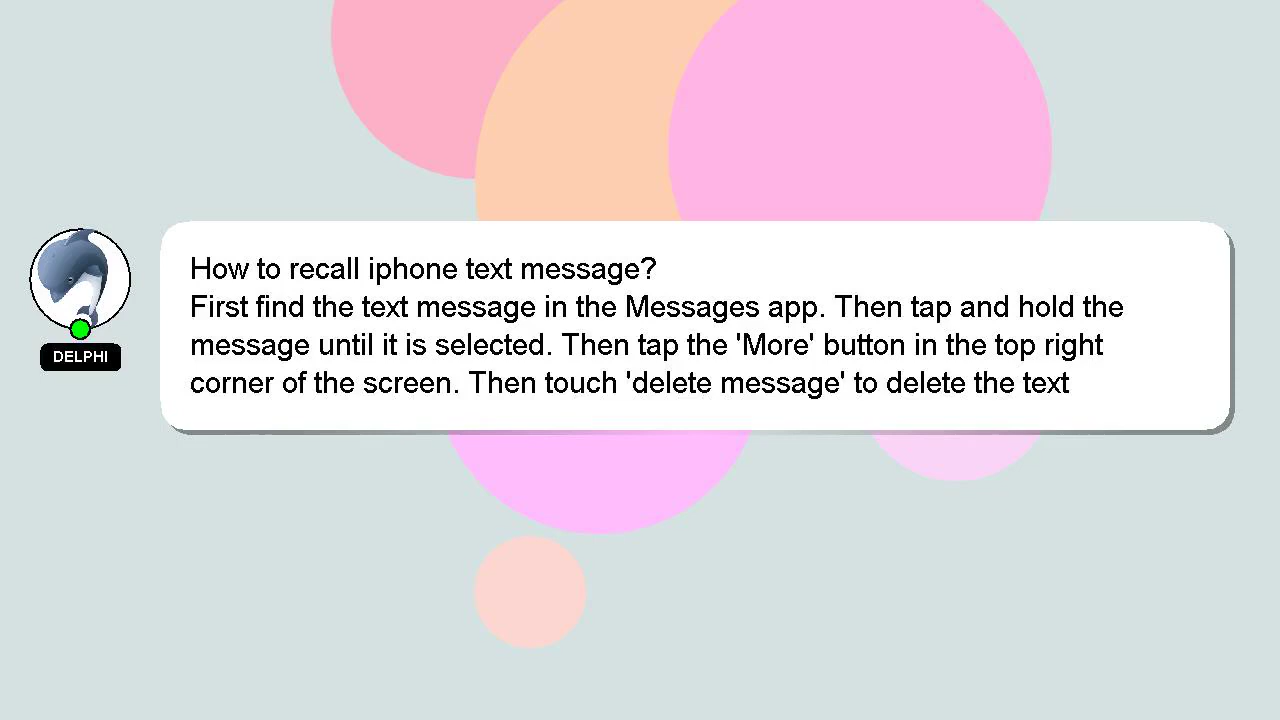 How to recall iphone text message?
First find the text message in the Messages app. Then tap and hold the
message until it is selected. Then tap the 'More' button in the top right
corner of the screen. Then touch 'delete message' to delete the text
DELPHI